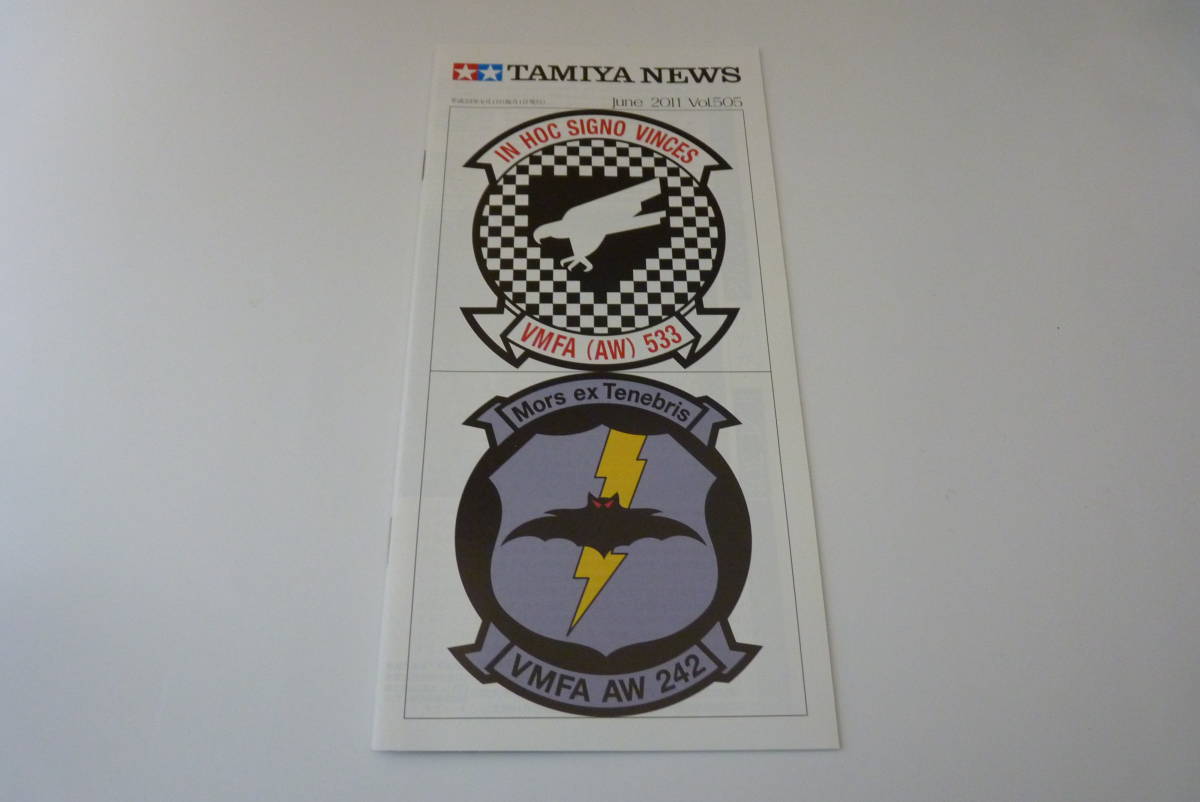 TAMIYA NEWS
June 2011 Vol.505
IN HOC SIGNO VINCES
VMFA (AW) 533
Mors ex Tenebris
VMFA AW 242